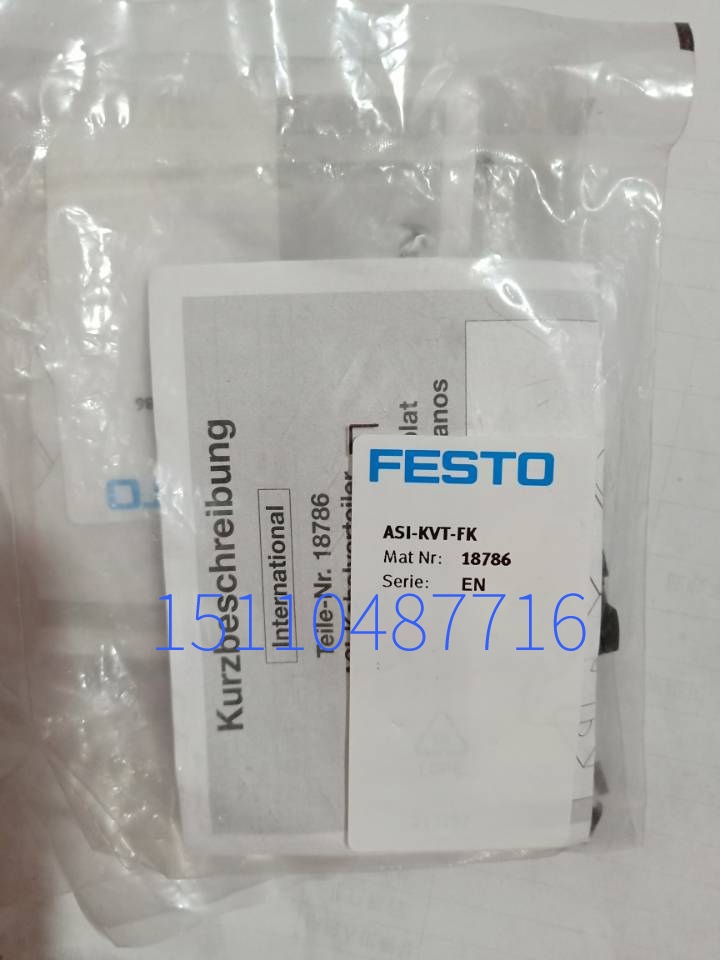 FESTO
ASI-KVT-FK
Mat Nr: 18786
Serie: EN
Kurzbeschreibung
International
Teile-Nr. 18786
15110487716